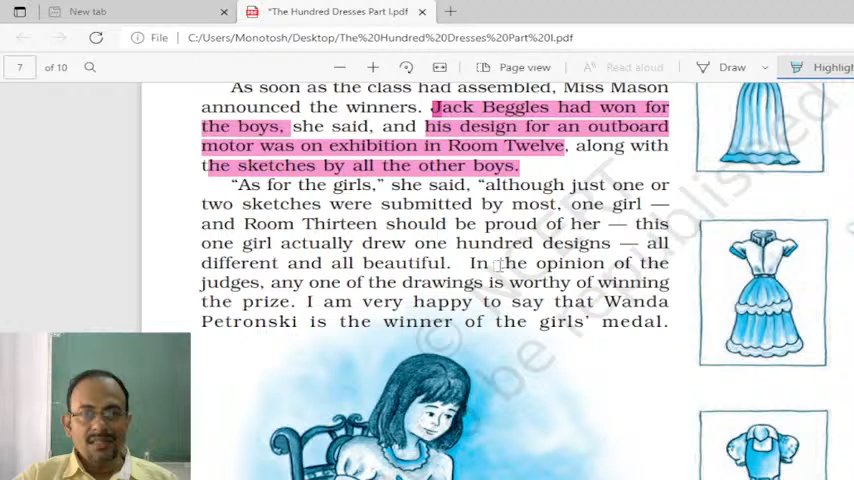 New tab
"The Hundred Dresses Part I.pdf
File
C:/Users/Monotosh/Desktop/The%20Hundred%20Dresses%20Part%20I.pdf
7 of 10
Page view
Read aloud
Draw
Highligh
As soon as the class had assembled, Miss Mason
announced the winners. Jack Beggles had won for
the boys, she said, and his design for an outboard
motor was on exhibition in Room Twelve, along with
the sketches by all the other boys.
“As for the girls,” she said, “although just one or
two sketches were submitted by most, one girl —
and Room Thirteen should be proud of her — this
one girl actually drew one hundred designs — all
different and all beautiful. In the opinion of the
judges, any one of the drawings is worthy of winning
the prize. I am very happy to say that Wanda
Petronski is the winner of the girls’ medal.
© NCERT
be republished